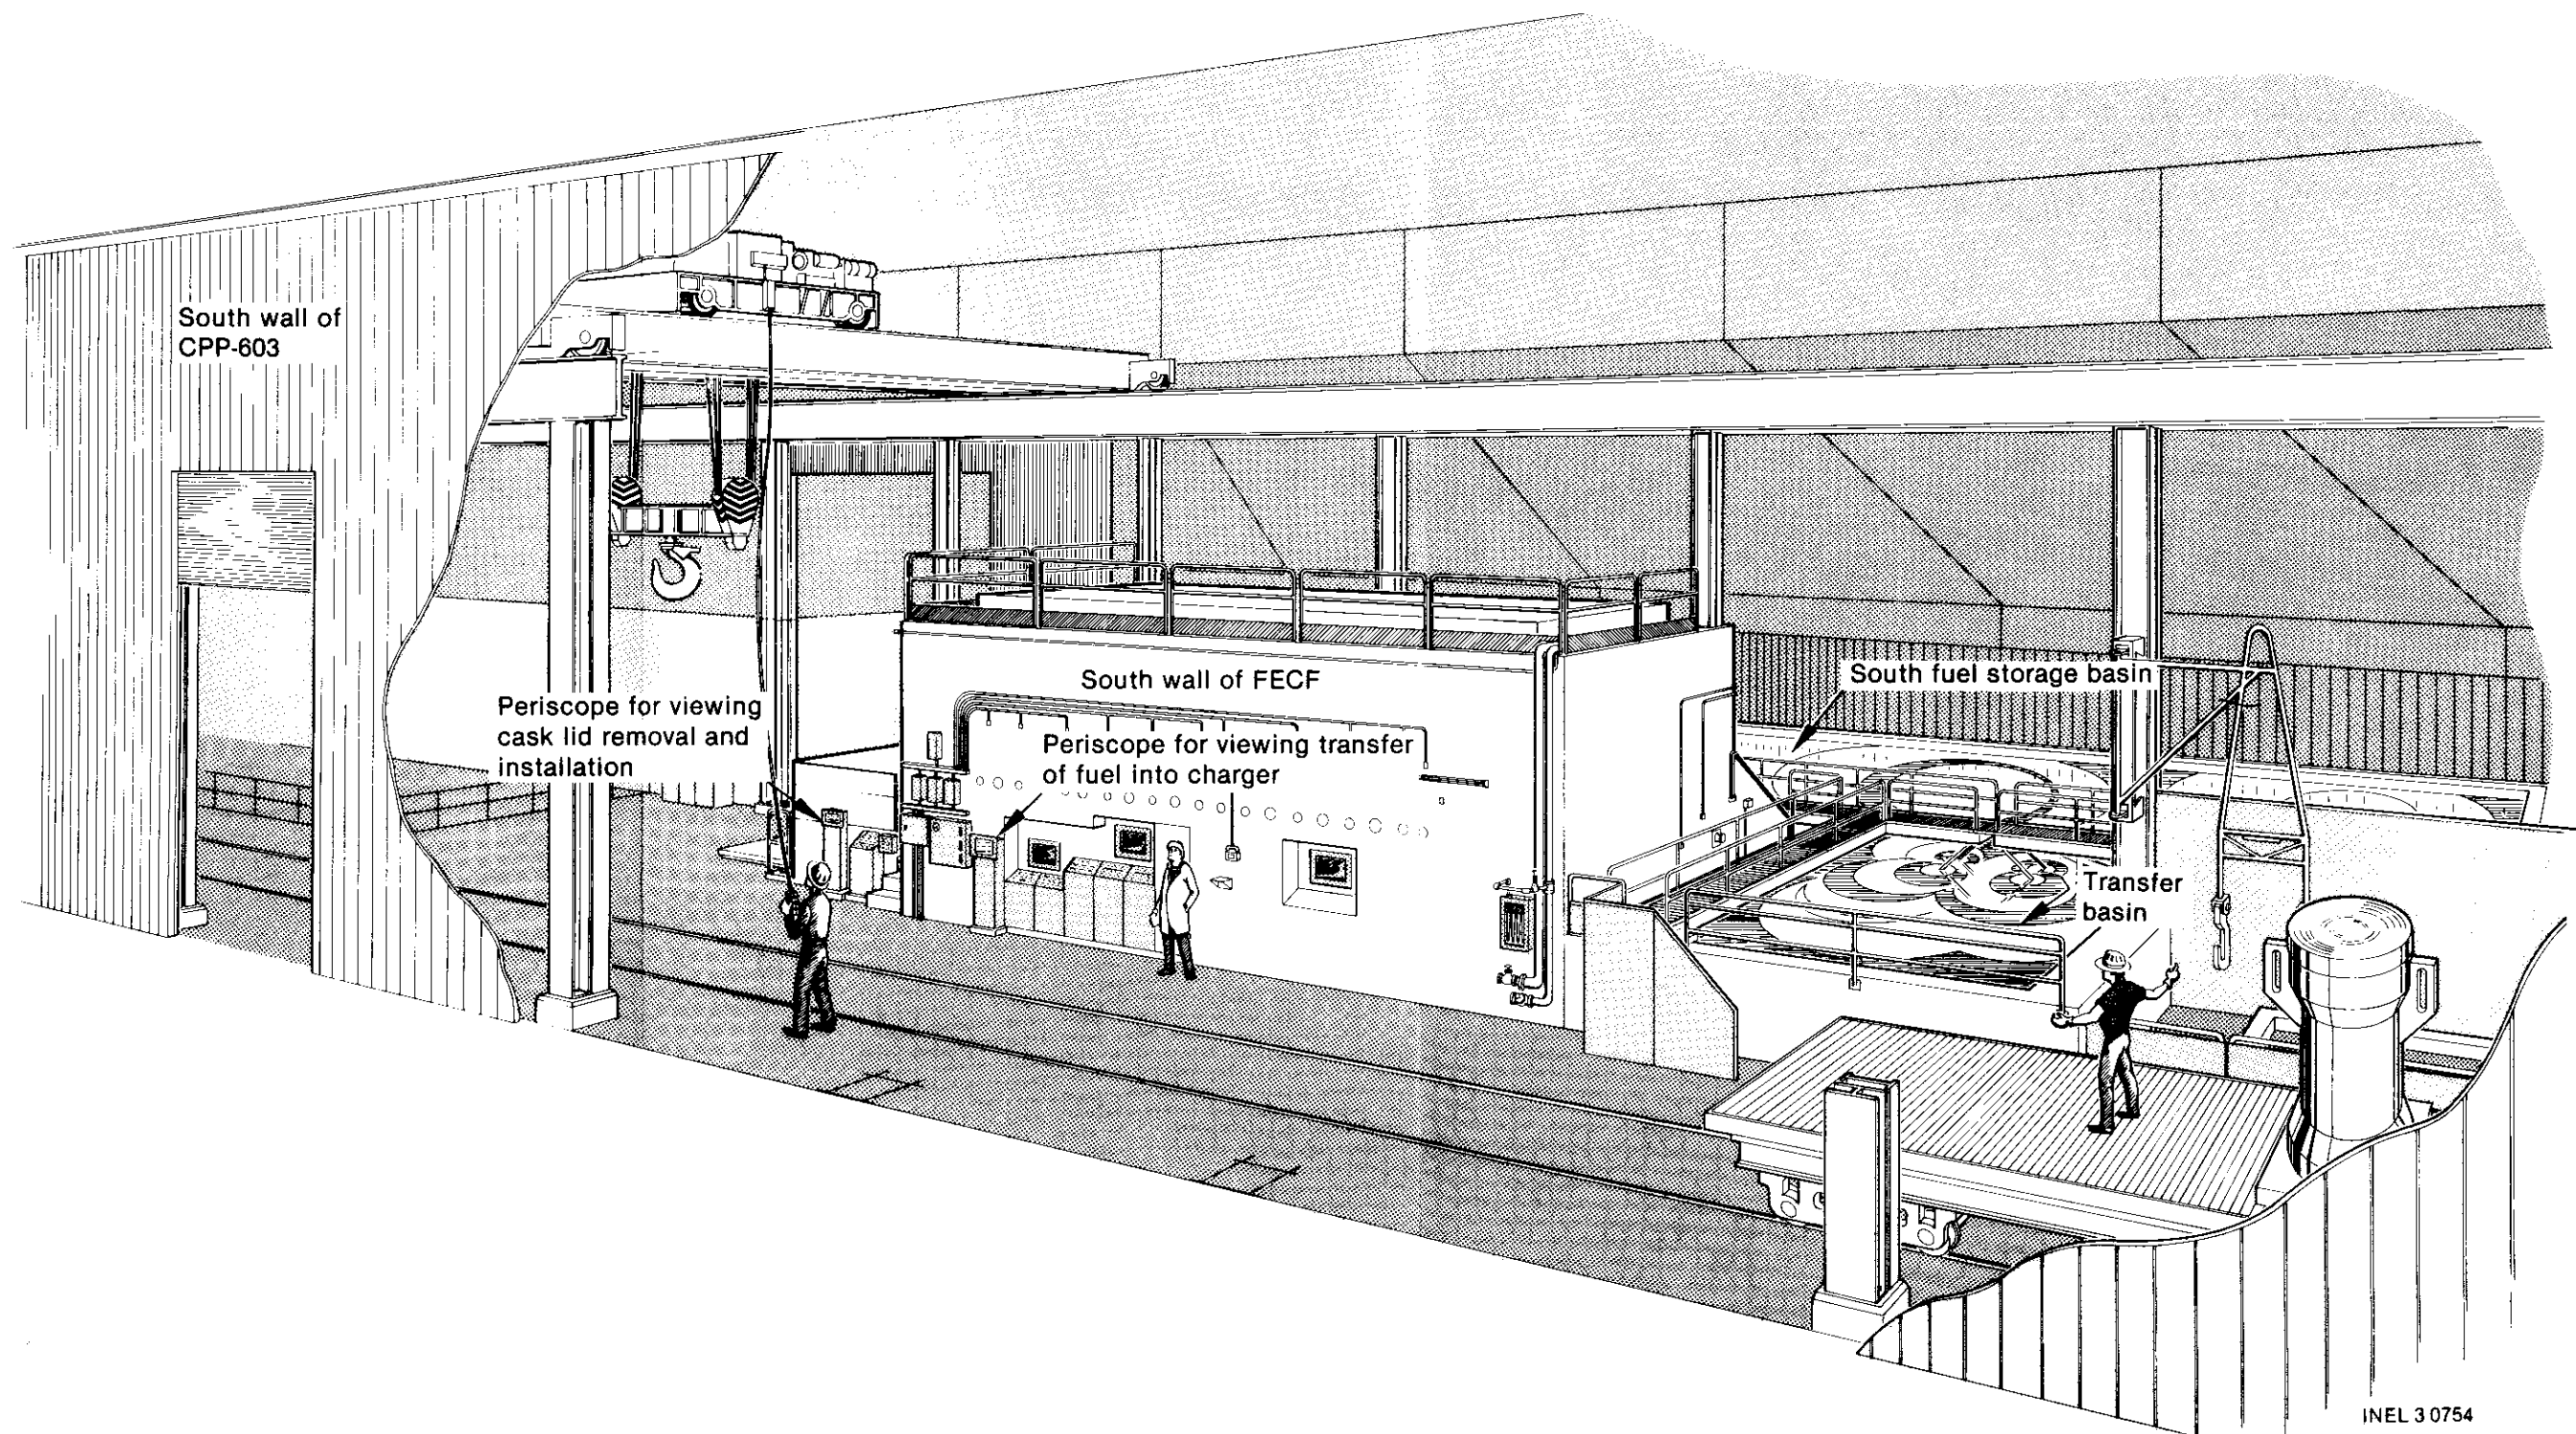 South wall of
CPP-603
Periscope for viewing
cask lid removal and
installation
South wall of FECF
Periscope for viewing transfer
of fuel into charger
South fuel storage basin
Transfer
basin
INEL 3 0754